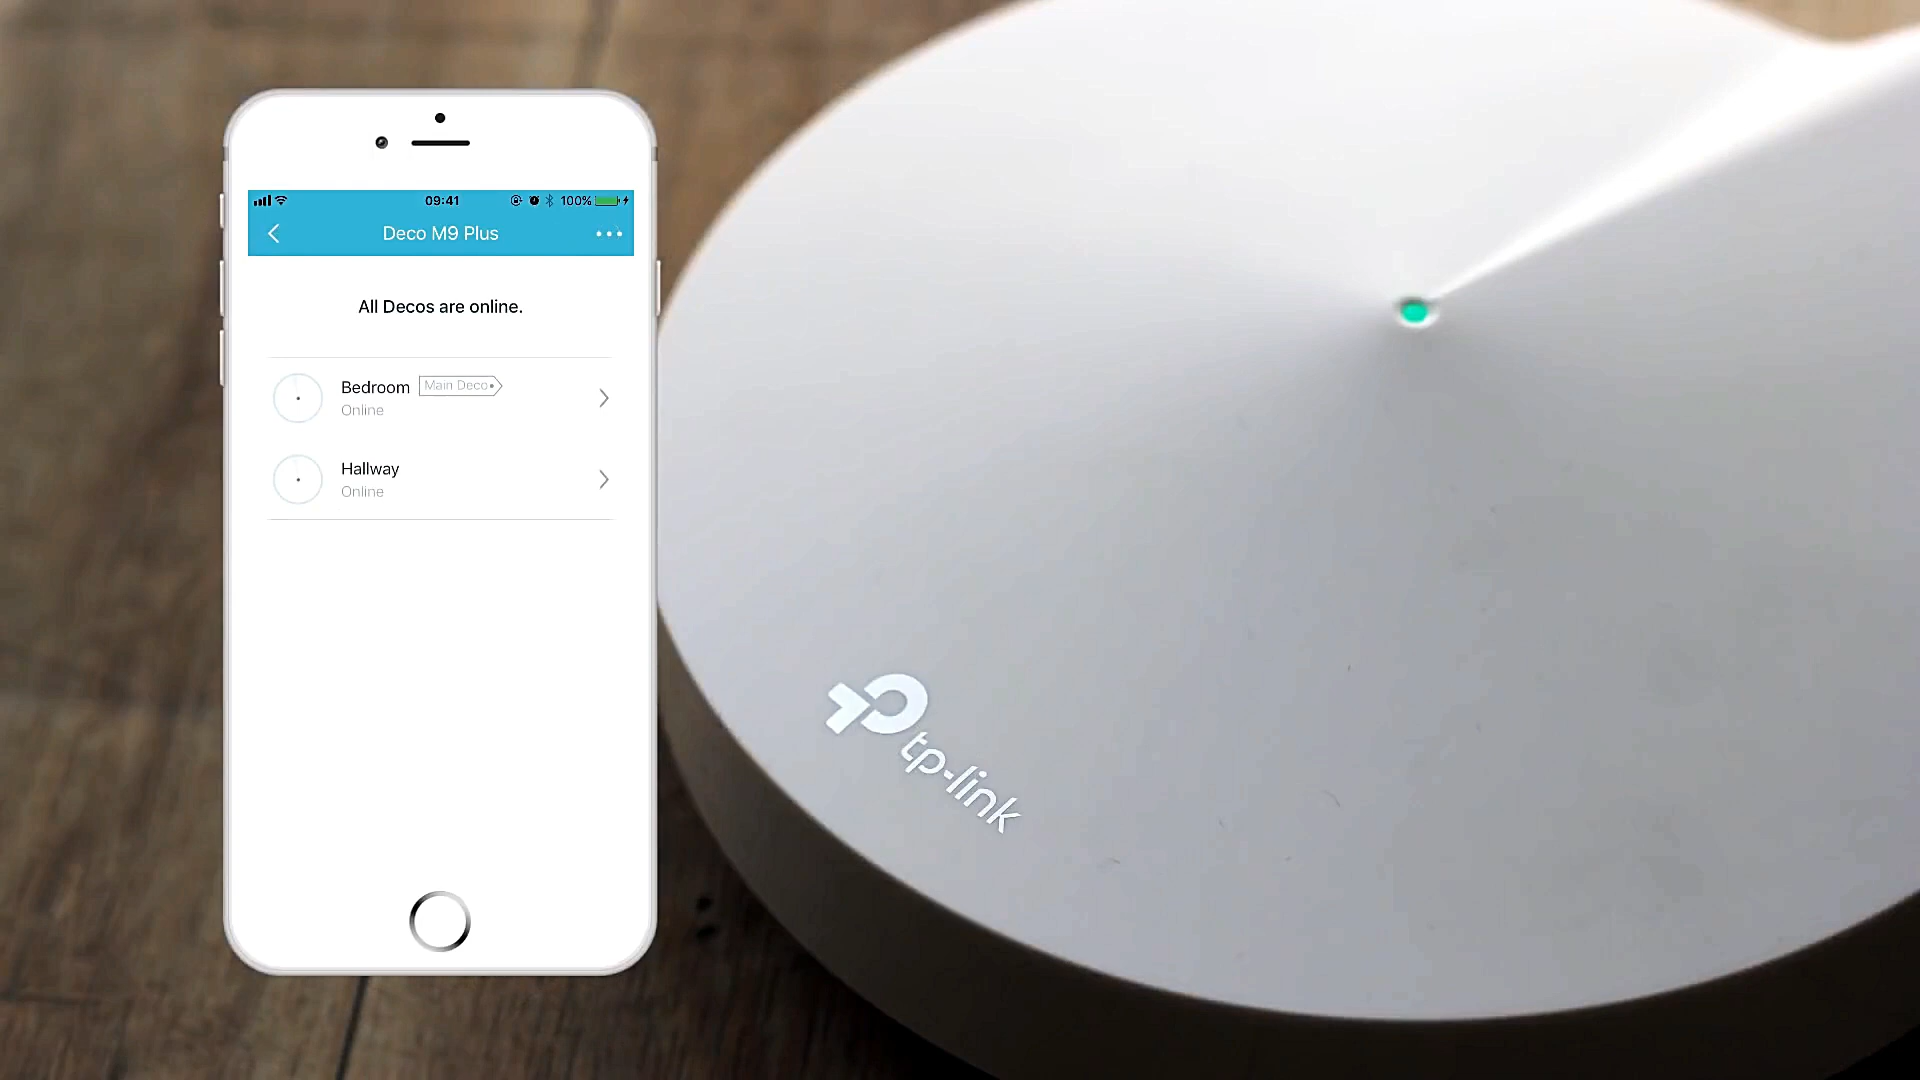 09:41
100%
Deco M9 Plus
All Decos are online.
Bedroom
Main Deco
Online
Hallway
Online
tp-link